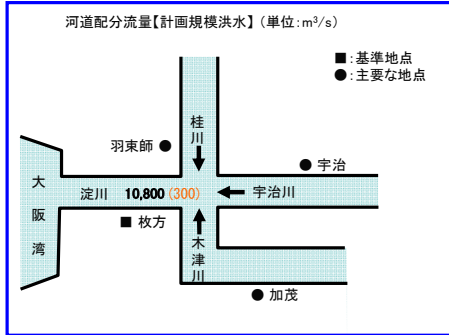 河道配分流量【計画規模洪水】（単位：m³/s）
■：基準地点
●：主要な地点
桂川
羽束師 ●
● 宇治
大阪湾
淀川 10,800 (300)
宇治川
■ 枚方
木津川
● 加茂